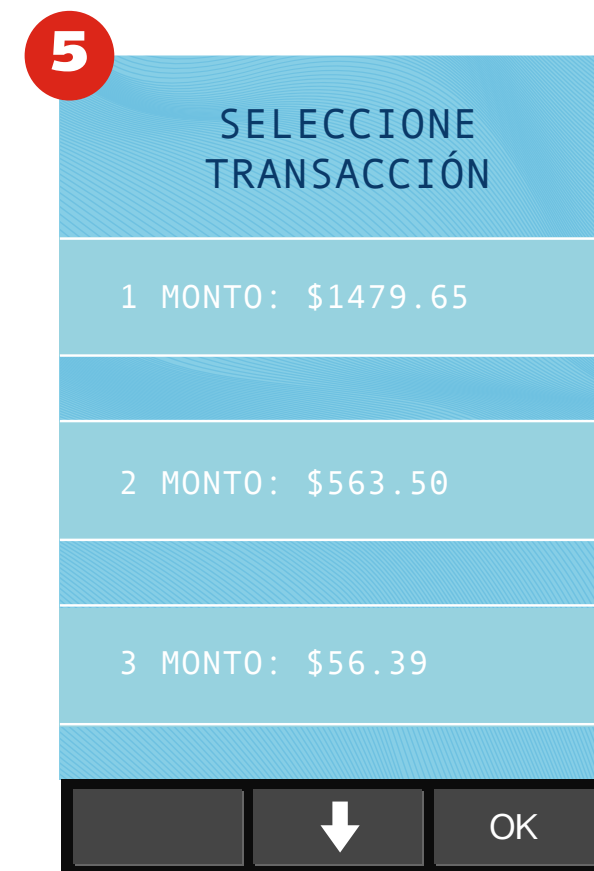 5
SELECCIONE
TRANSACCIÓN
1 MONTO: $1479.65
2 MONTO: $563.50
3 MONTO: $56.39
OK